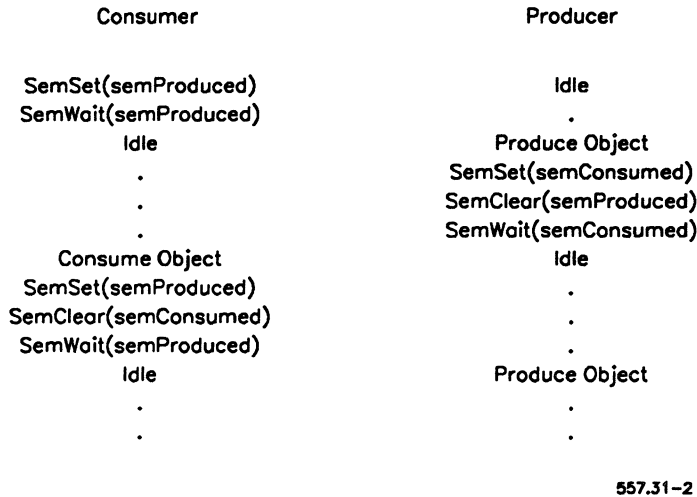 Consumer Producer
SemSet(semProduced) Idle
SemWait(semProduced) .
Idle Produce Object
. SemSet(semConsumed)
. SemClear(semProduced)
. SemWait(semConsumed)
Consume Object Idle
SemSet(semProduced) .
SemClear(semConsumed) .
SemWait(semProduced) .
Idle Produce Object
. .
. .
557.31-2